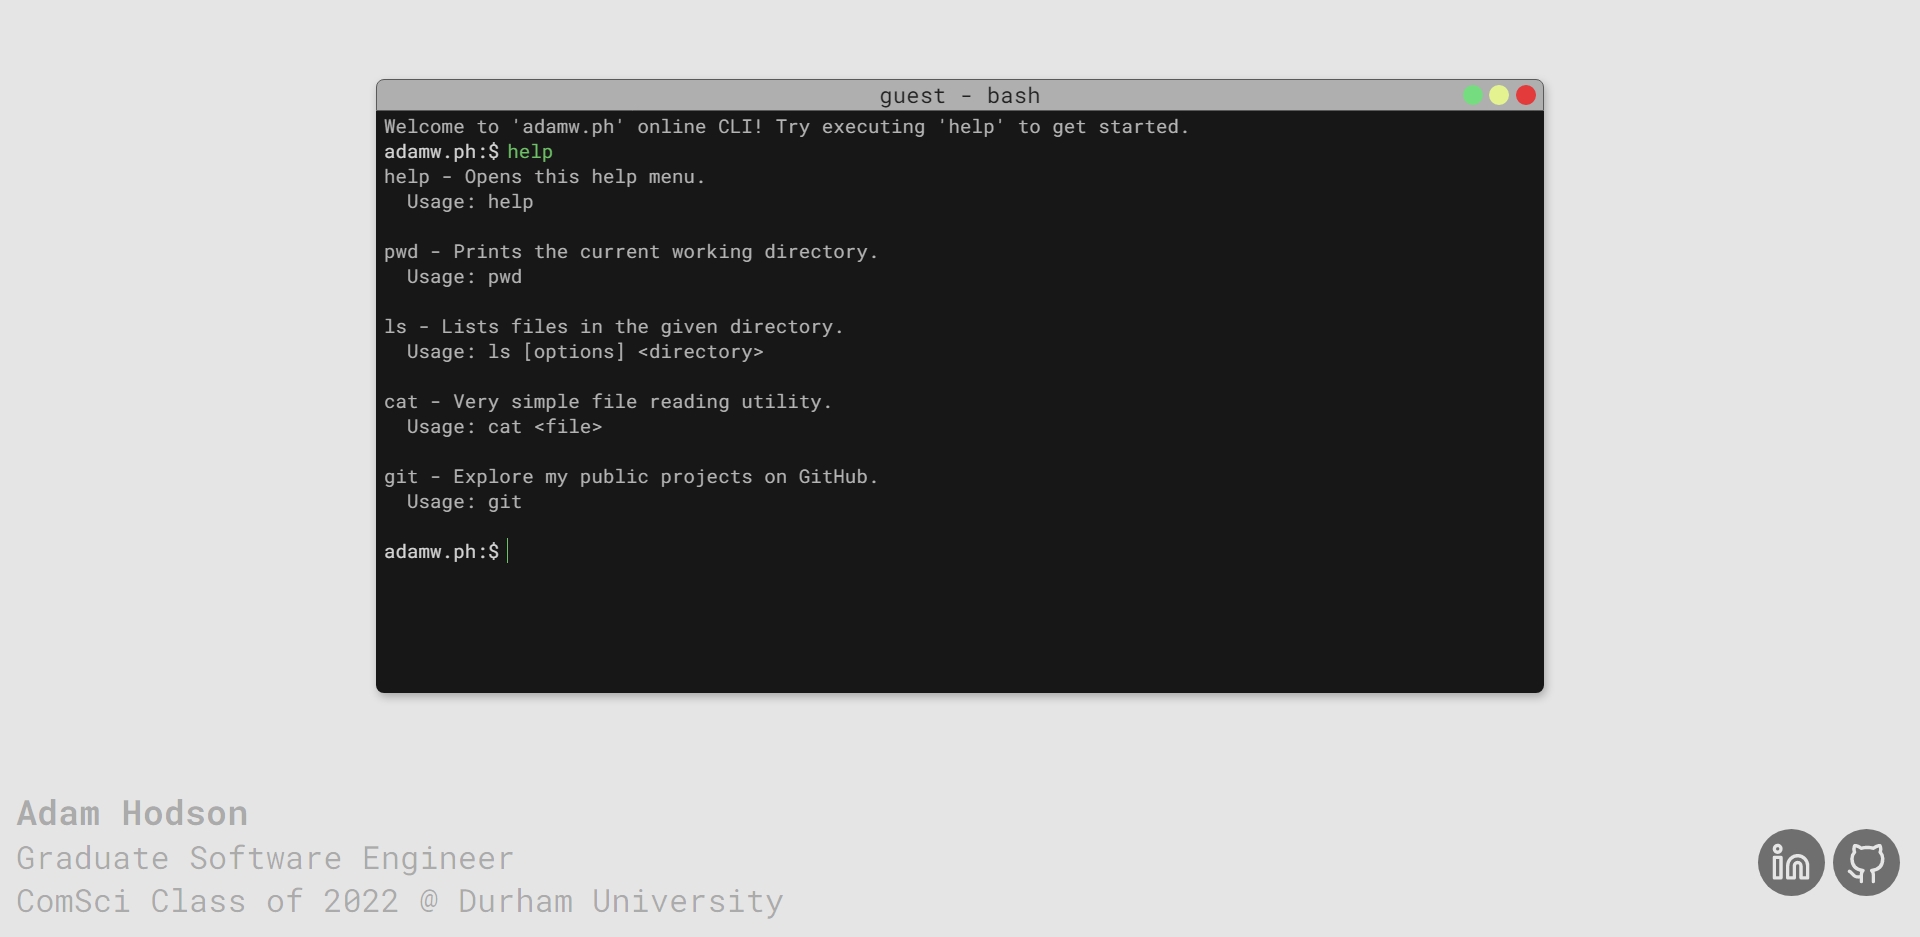 guest - bash
Welcome to 'adamw.ph' online CLI! Try executing 'help' to get started.
adamw.ph:$ help
help - Opens this help menu.
  Usage: help

pwd - Prints the current working directory.
  Usage: pwd

ls - Lists files in the given directory.
  Usage: ls [options] <directory>

cat - Very simple file reading utility.
  Usage: cat <file>

git - Explore my public projects on GitHub.
  Usage: git

adamw.ph:$
Adam Hodson
Graduate Software Engineer
ComSci Class of 2022 @ Durham University
in